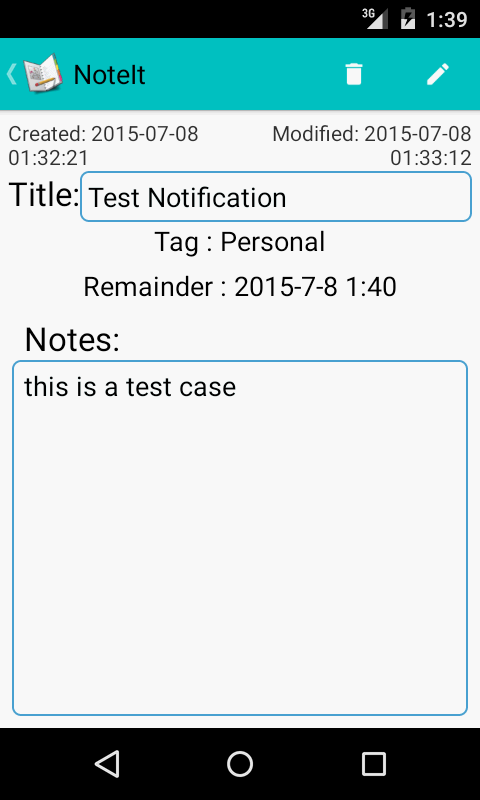 3G 1:39
NoteIt
Created: 2015-07-08 01:32:21
Modified: 2015-07-08 01:33:12
Title: Test Notification
Tag : Personal
Remainder : 2015-7-8 1:40
Notes:
this is a test case